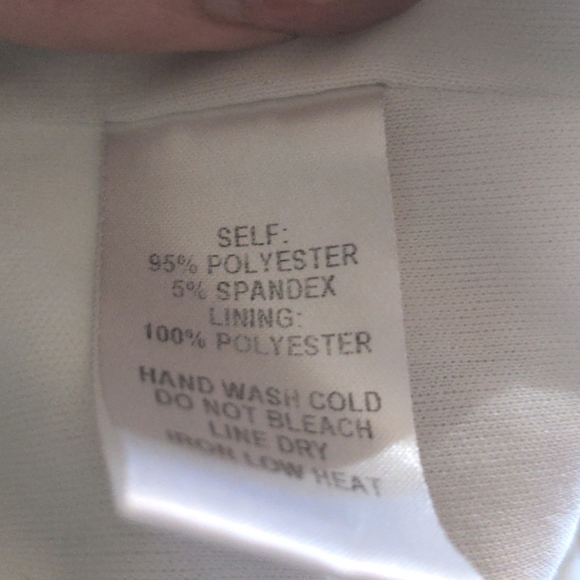 SELF:
95% POLYESTER
5% SPANDEX
LINING:
100% POLYESTER
HAND WASH COLD
DO NOT BLEACH
LINE DRY
IRON LOW HEAT